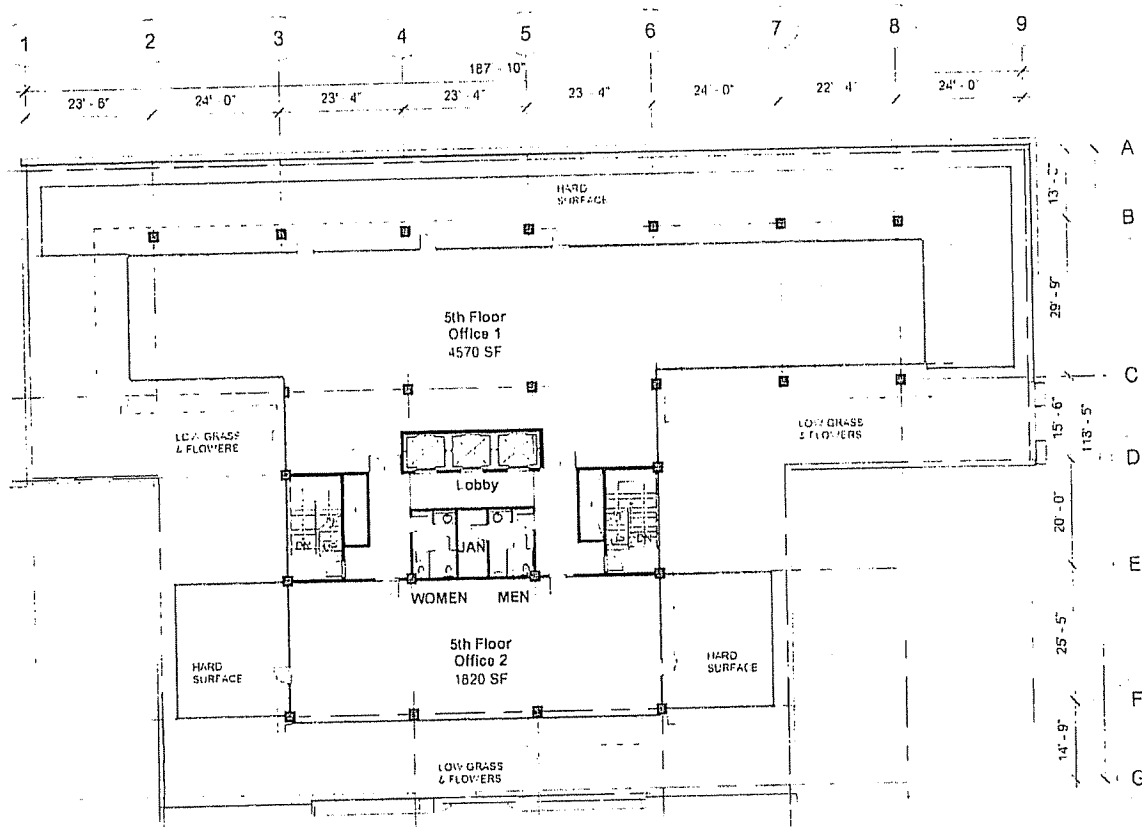 1 2 3 4 5 6 7 8 9
187' - 10"
23' - 6" 24' - 0" 23' - 4" 23' - 4" 23 - 4" 24' - 0" 22' - 4" 24' - 0"
A
HARD
SURFACE
B
29' - 9"
5th Floor
Office 1
4570 SF
C
15' - 6"
113' - 5"
LOW GRASS
& FLOWERE
LOW GRASS
& FLOWERS
D
Lobby
20' - 0"
JAN
E
WOMEN MEN
25' - 5"
5th Floor
Office 2
1820 SF
HARD
SURFACE
HARD
SURFACE
F
14' - 9"
LOW GRASS
& FLOWERS
G